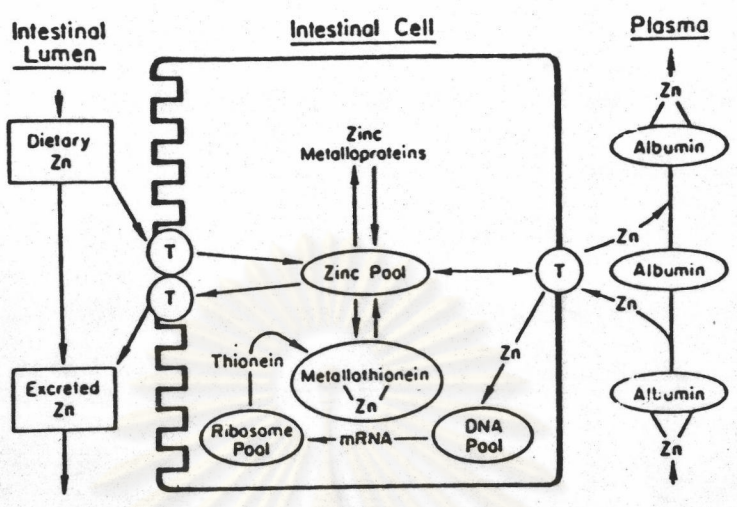 Intestinal
Lumen
Intestinal Cell
Plasma
Dietary
Zn
Zinc
Metalloproteins
Zn
Albumin
T
T
Zinc Pool
T
Zn
Albumin
Zn
Thionein
Metallothionein
Zn
Zn
Excreted
Zn
Ribosome
Pool
mRNA
DNA
Pool
Albumin
Zn